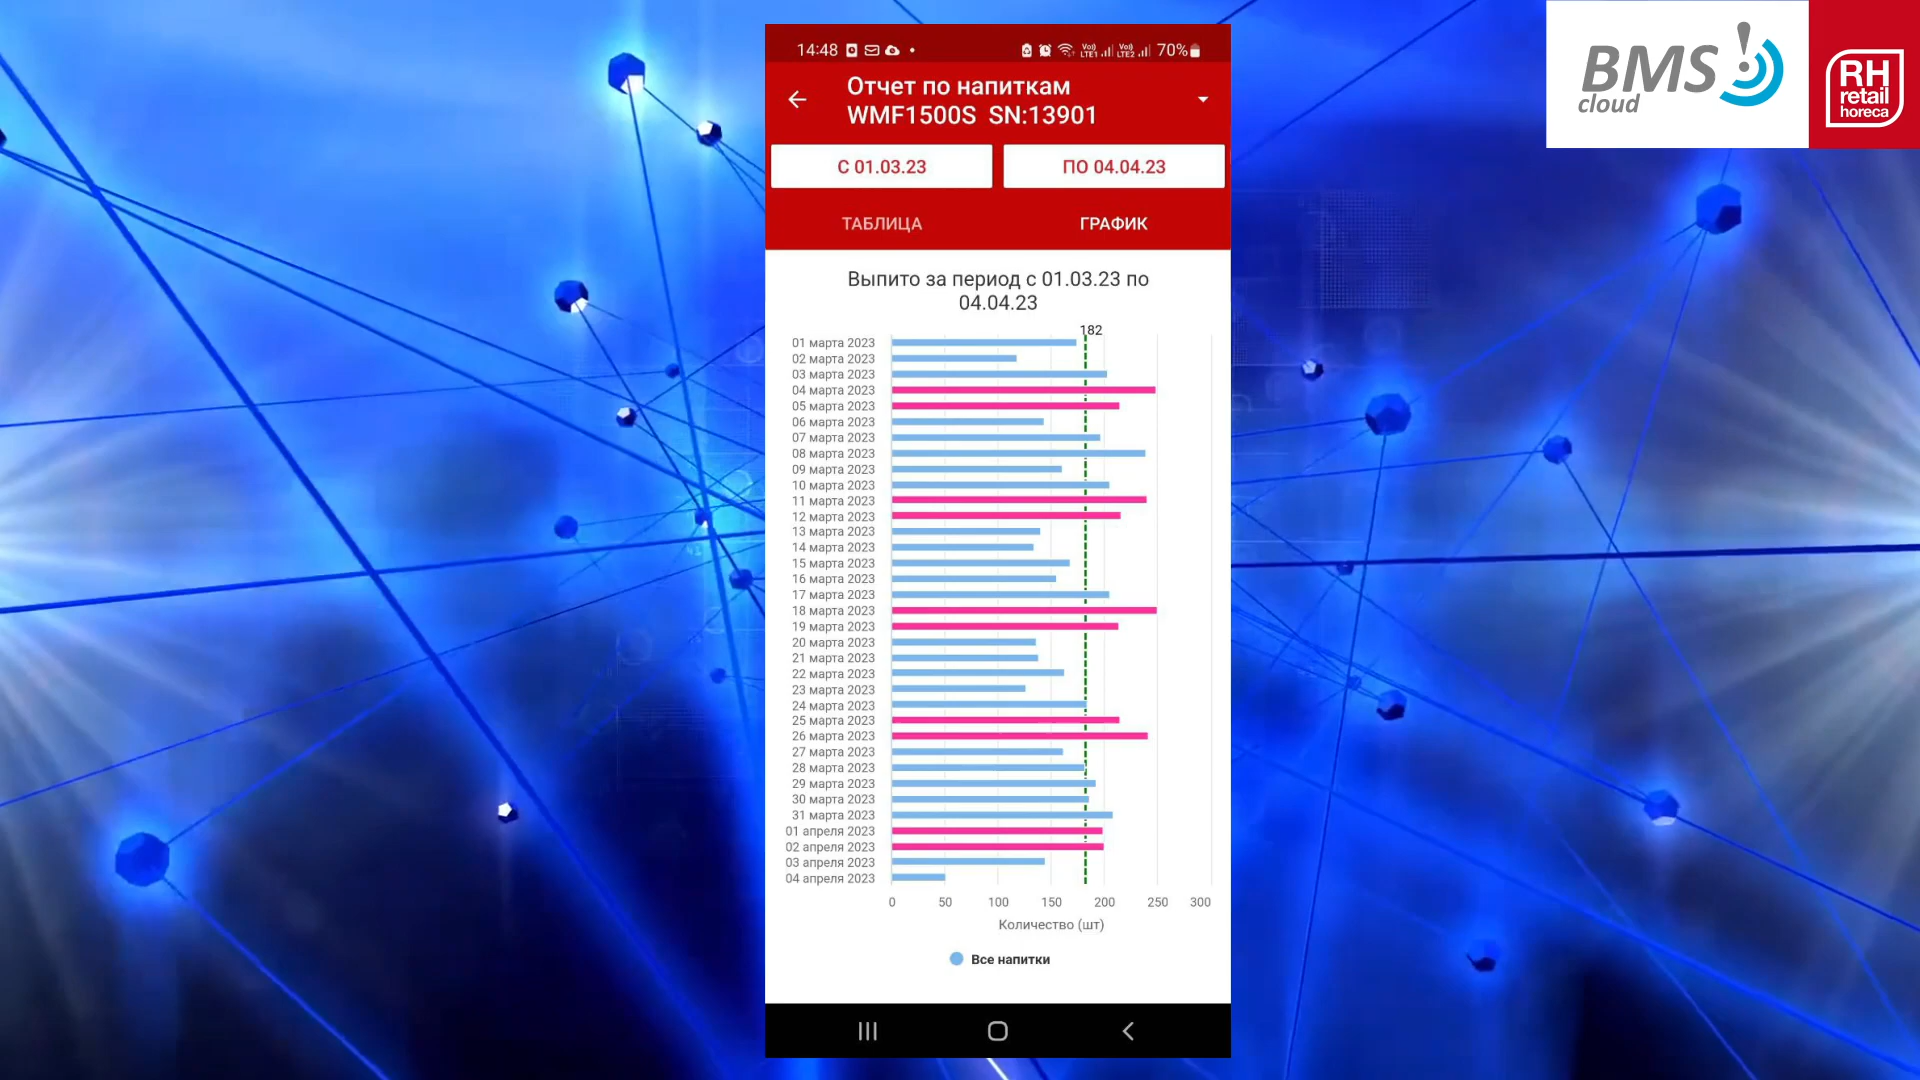 14:48
Vo)) LTE1
Vo)) LTE2
70%
Отчет по напиткам
WMF1500S SN:13901
С 01.03.23
ПО 04.04.23
ТАБЛИЦА
ГРАФИК
Выпито за период с 01.03.23 по
04.04.23
182
01 марта 2023
02 марта 2023
03 марта 2023
04 марта 2023
05 марта 2023
06 марта 2023
07 марта 2023
08 марта 2023
09 марта 2023
10 марта 2023
11 марта 2023
12 марта 2023
13 марта 2023
14 марта 2023
15 марта 2023
16 марта 2023
17 марта 2023
18 марта 2023
19 марта 2023
20 марта 2023
21 марта 2023
22 марта 2023
23 марта 2023
24 марта 2023
25 марта 2023
26 марта 2023
27 марта 2023
28 марта 2023
29 марта 2023
30 марта 2023
31 марта 2023
01 апреля 2023
02 апреля 2023
03 апреля 2023
04 апреля 2023
0 50 100 150 200 250 300
Количество (шт)
Все напитки
BMS
cloud
RH
retail
horeca